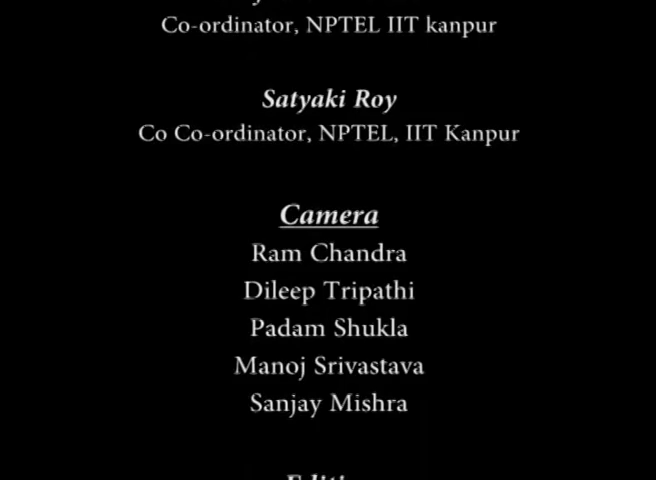 Co-ordinator, NPTEL IIT kanpur
Satyaki Roy
Co Co-ordinator, NPTEL, IIT Kanpur
Camera
Ram Chandra
Dileep Tripathi
Padam Shukla
Manoj Srivastava
Sanjay Mishra